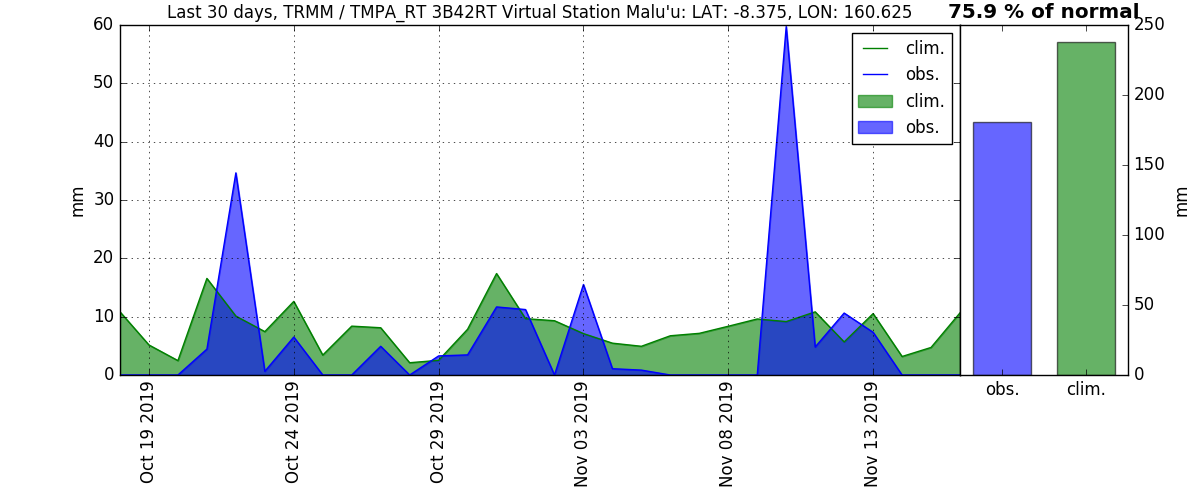 Last 30 days, TRMM / TMPA_RT 3B42RT Virtual Station Malu'u: LAT: -8.375, LON: 160.625
75.9 % of normal
60
50
40
30
20
10
0
mm
clim.
obs.
clim.
obs.
250
200
150
100
50
0
mm
obs.
clim.
Oct 19 2019
Oct 24 2019
Oct 29 2019
Nov 03 2019
Nov 08 2019
Nov 13 2019